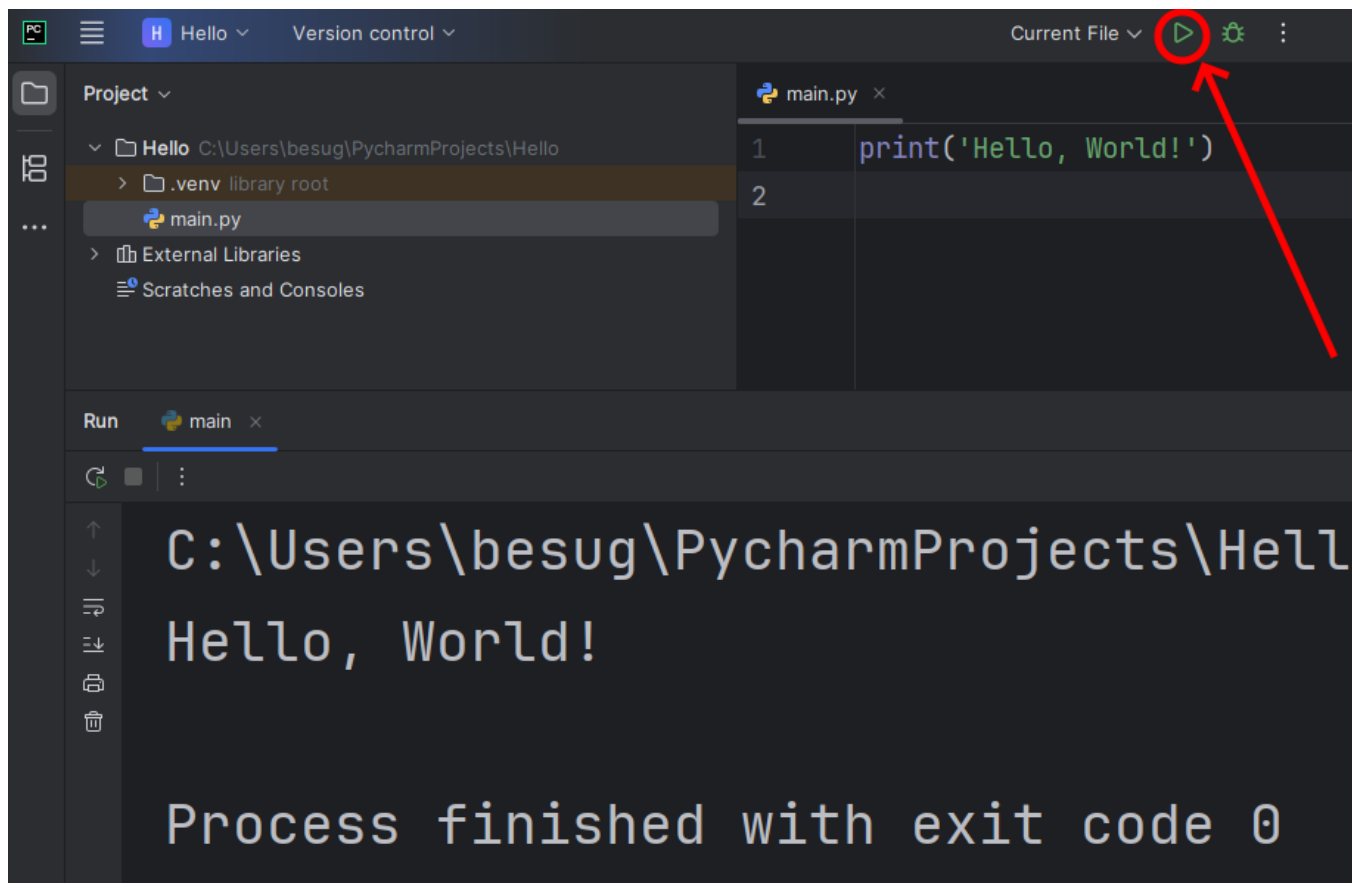 PC
H Hello Version control Current File
Project
main.py
Hello C:\Users\besug\PycharmProjects\Hello
.venv library root
main.py
External Libraries
Scratches and Consoles
1 print('Hello, World!')
2
Run main
C:\Users\besug\PycharmProjects\Hell
Hello, World!
Process finished with exit code 0